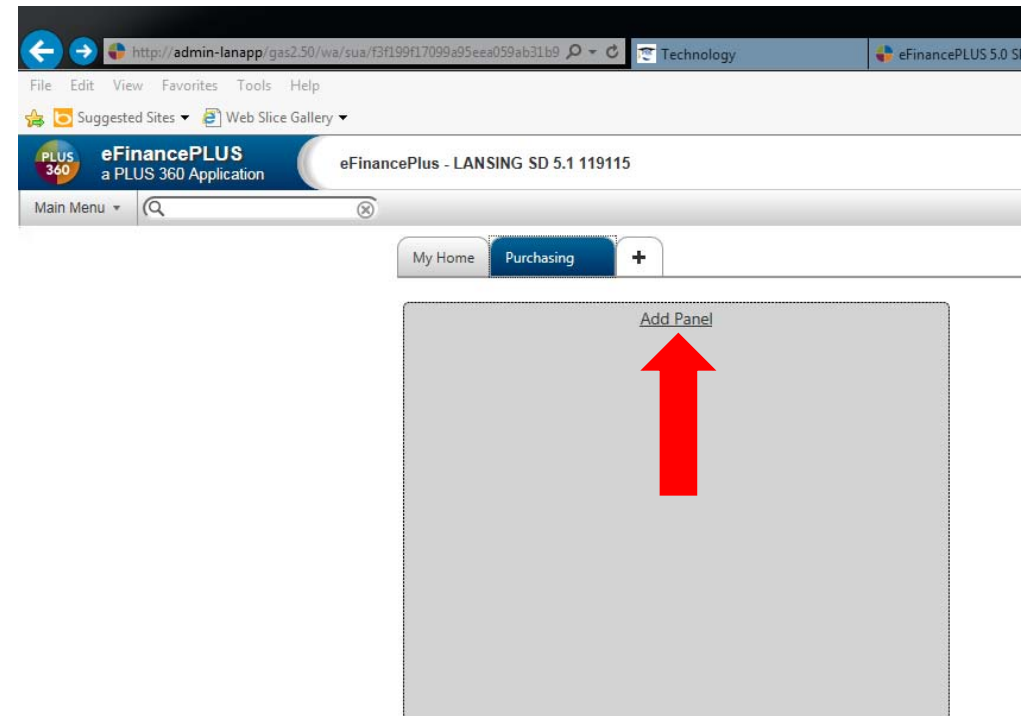 http://admin-lanapp/gas2.50/wa/sua/f3f199f17099a95eea059ab31b9
Technology
eFinancePLUS 5.0 S
File Edit View Favorites Tools Help
Suggested Sites Web Slice Gallery
PLUS 360
eFinancePLUS
a PLUS 360 Application
eFinancePlus - LANSING SD 5.1 119115
Main Menu
My Home
Purchasing
+
Add Panel